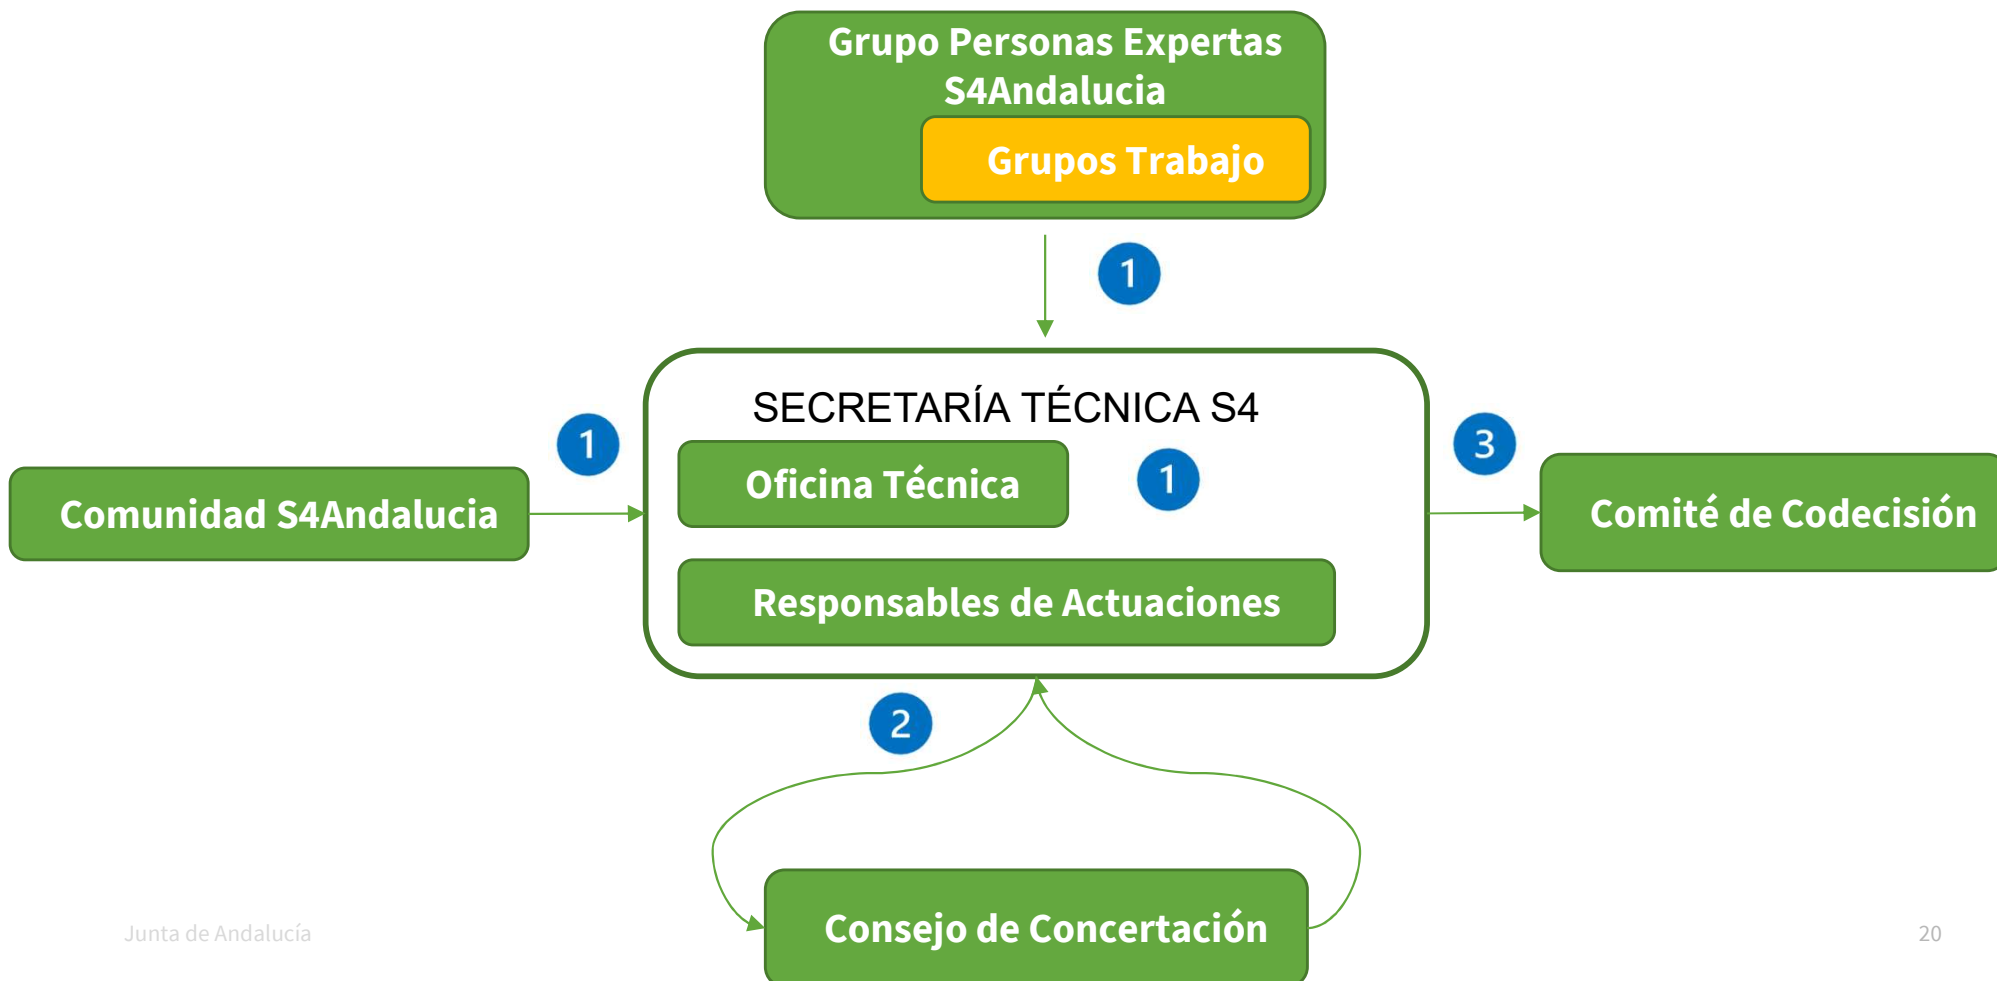 Grupo Personas Expertas
S4Andalucia
Grupos Trabajo
1
SECRETARÍA TÉCNICA S4
1
3
Oficina Técnica
1
Comunidad S4Andalucia
Comité de Codecisión
Responsables de Actuaciones
2
Consejo de Concertación
Junta de Andalucía
20